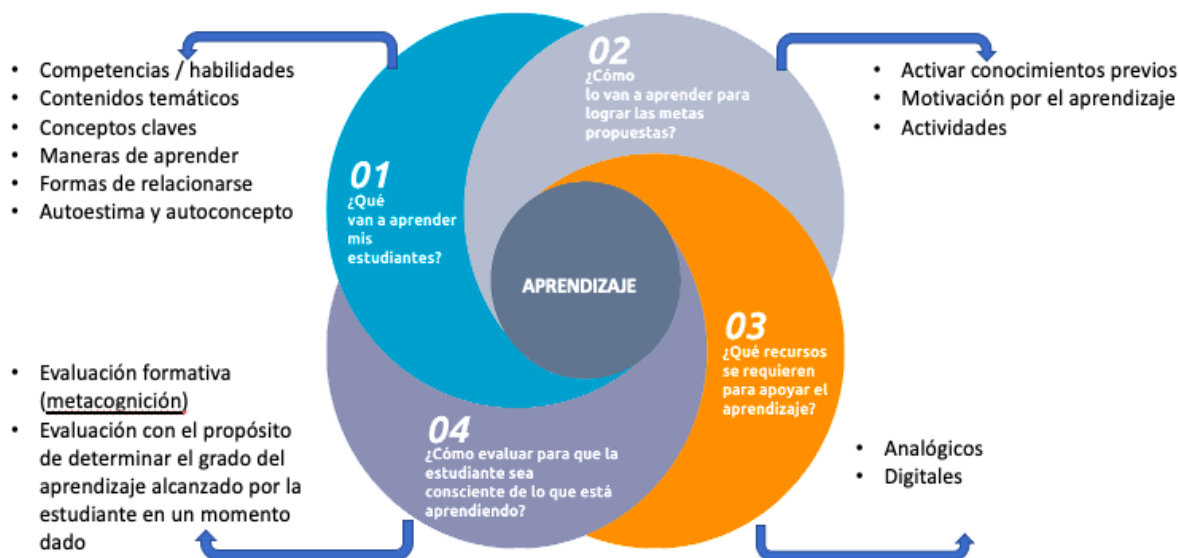 • Competencias / habilidades
• Contenidos temáticos
• Conceptos claves
• Maneras de aprender
• Formas de relacionarse
• Autoestima y autoconcepto
01
¿Qué
van a aprender
mis
estudiantes?
02
¿Cómo
lo van a aprender para
lograr las metas
propuestas?
• Activar conocimientos previos
• Motivación por el aprendizaje
• Actividades
APRENDIZAJE
03
¿Qué recursos
se requieren
para apoyar el
aprendizaje?
• Analógicos
• Digitales
04
¿Cómo evaluar para que la
estudiante sea
consciente de lo que está
aprendiendo?
• Evaluación formativa
(metacognición)
• Evaluación con el propósito
de determinar el grado del
aprendizaje alcanzado por la
estudiante en un momento
dado